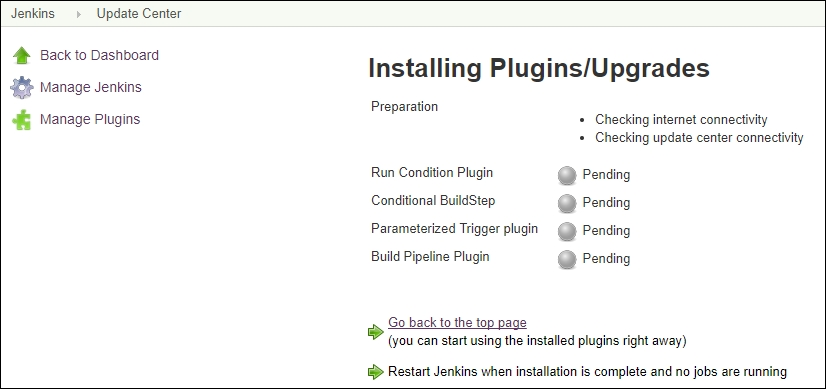 Jenkins Update Center
Back to Dashboard
Manage Jenkins
Manage Plugins
Installing Plugins/Upgrades
Preparation
Checking internet connectivity
Checking update center connectivity
Run Condition Plugin Pending
Conditional BuildStep Pending
Parameterized Trigger plugin Pending
Build Pipeline Plugin Pending
Go back to the top page
(you can start using the installed plugins right away)
Restart Jenkins when installation is complete and no jobs are running